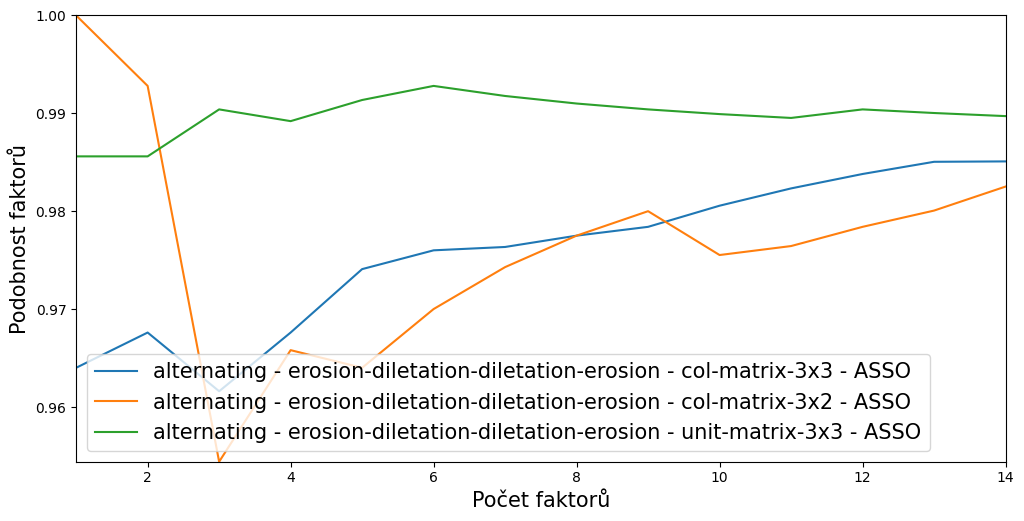 1.00
0.99
0.98
0.97
0.96
Podobnost faktorů
alternating - erosion-diletation-diletation-erosion - col-matrix-3x3 - ASSO
alternating - erosion-diletation-diletation-erosion - col-matrix-3x2 - ASSO
alternating - erosion-diletation-diletation-erosion - unit-matrix-3x3 - ASSO
2 4 6 8 10 12 14
Počet faktorů